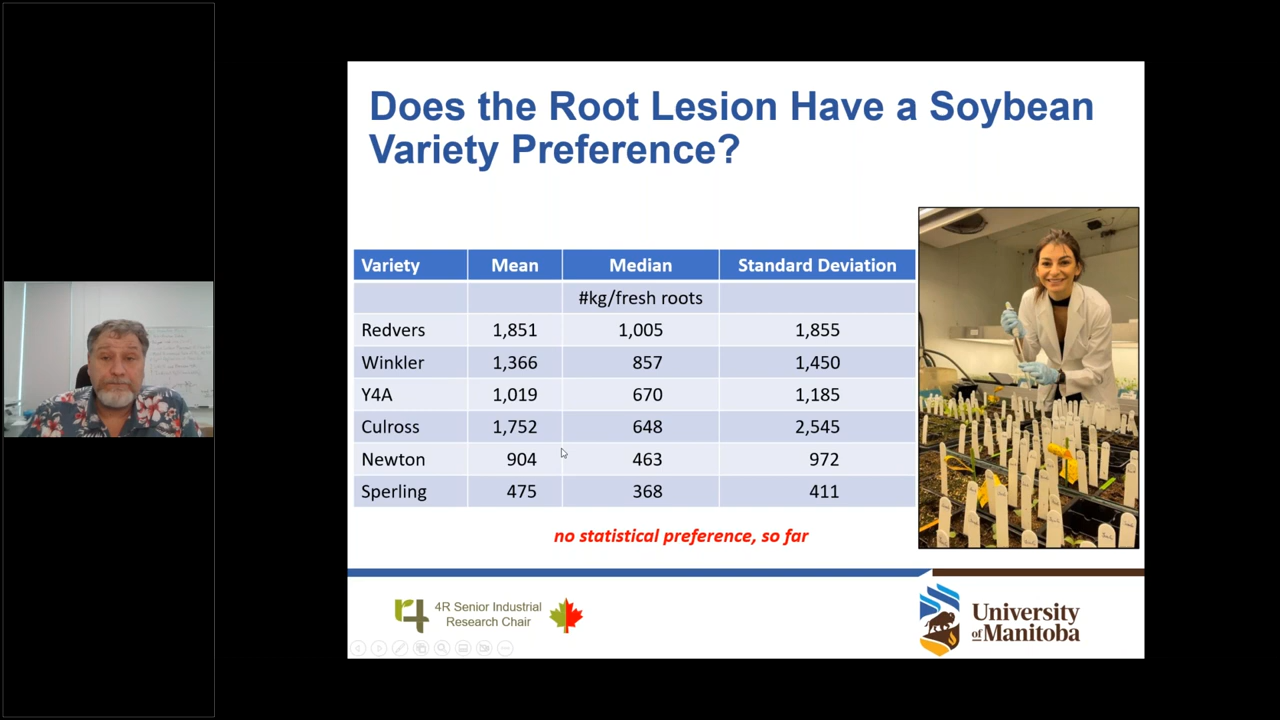 Does the Root Lesion Have a Soybean
Variety Preference?
Variety Mean Median Standard Deviation
#kg/fresh roots
Redvers 1,851 1,005 1,855
Winkler 1,366 857 1,450
Y4A 1,019 670 1,185
Culross 1,752 648 2,545
Newton 904 463 972
Sperling 475 368 411
no statistical preference, so far
4R Senior Industrial
Research Chair
University
of Manitoba